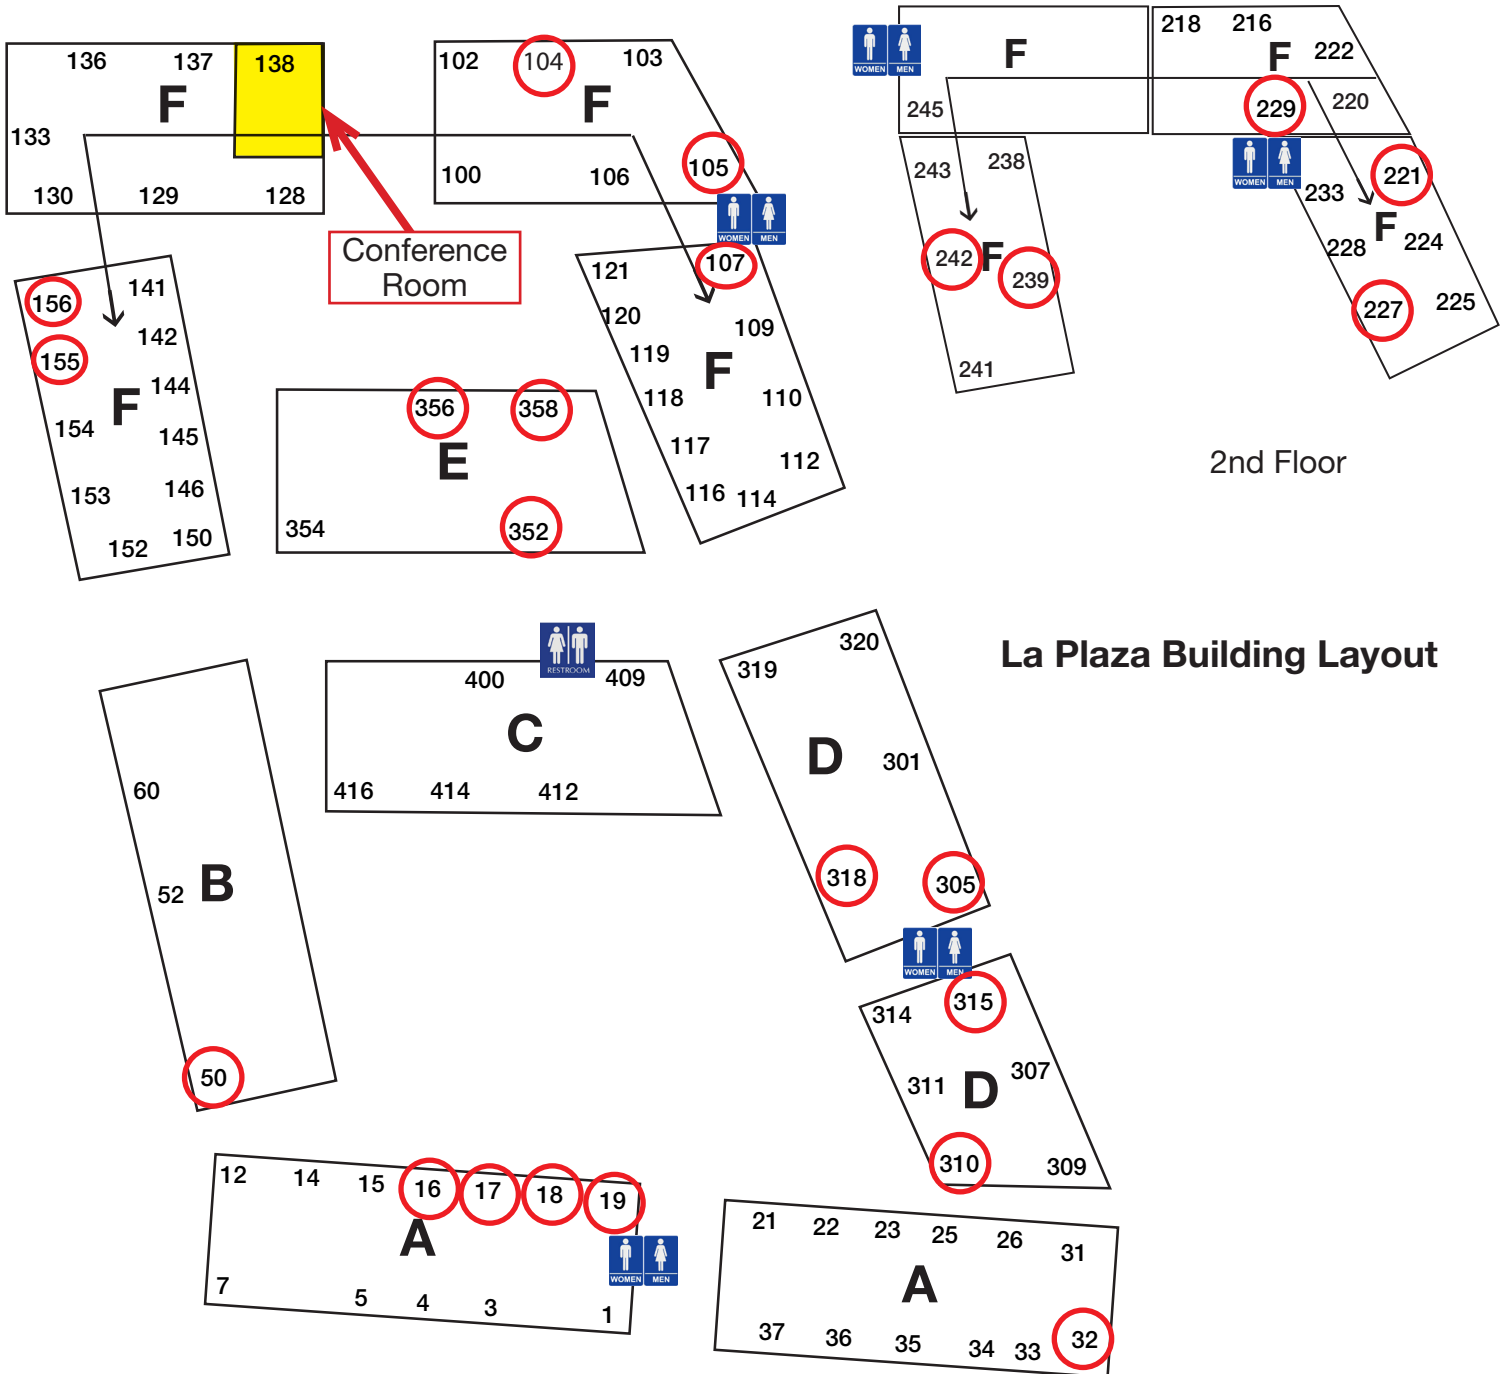 136 137 138
F
133
130 129 128
102 104 103
F
100 106 105
WOMEN MEN
Conference
Room
156 141
155 142
144
F
154 145
153 146
152 150
121 107
120 109
119
F
118 110
117 112
116 114
356 358
E
354 352
WOMEN MEN
F
245
218 216
F 222
229 220
WOMEN MEN
243 238
242 F 239
241
221
233
F
228 224
227 225
2nd Floor
La Plaza Building Layout
RESTROOM
400 409
C
416 414 412
320
319
D
301
318 305
WOMEN MEN
315
314
307
311 D
310 309
60
52 B
50
12 14 15 16 17 18 19
A
WOMEN MEN
7 5 4 3 1
21 22 23 25 26 31
A
37 36 35 34 33 32